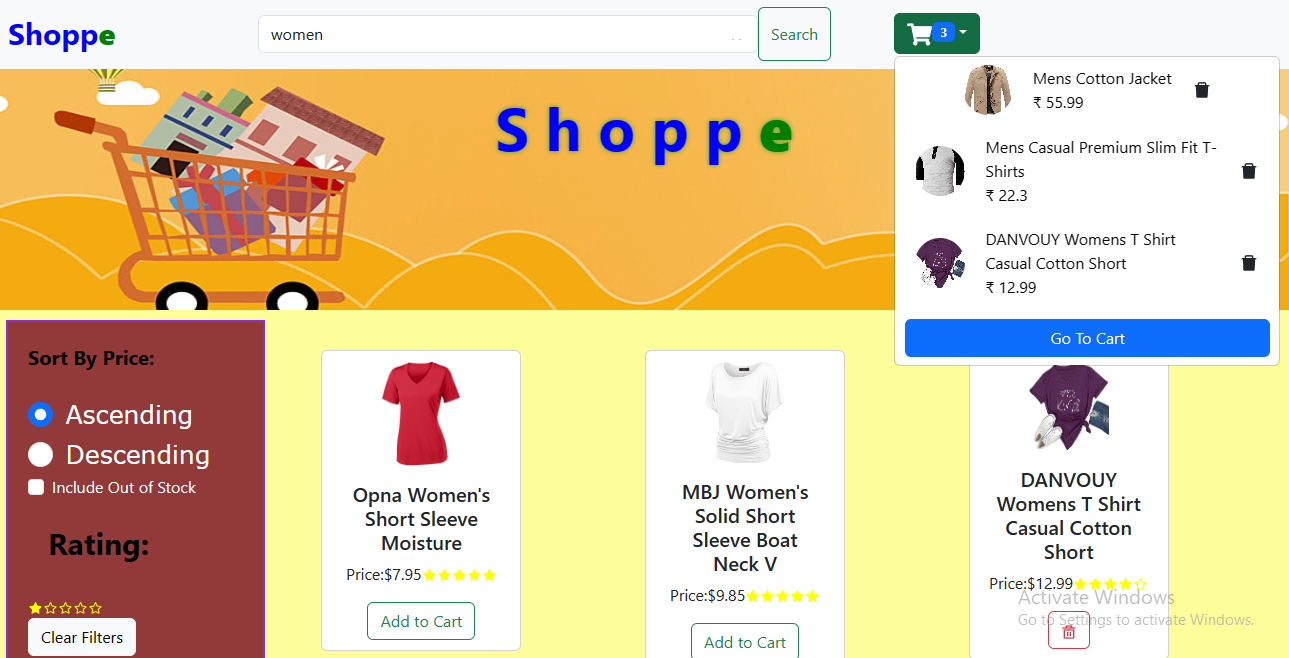 Shoppe
women
Search
3
Mens Cotton Jacket
₹ 55.99
Mens Casual Premium Slim Fit T-
Shirts
₹ 22.3
DANVOUY Womens T Shirt
Casual Cotton Short
₹ 12.99
Go To Cart
Shoppe
Sort By Price:
Ascending
Descending
Include Out of Stock
Rating:
Clear Filters
Opna Women's
Short Sleeve
Moisture
Price:$7.95
Add to Cart
MBJ Women's
Solid Short
Sleeve Boat
Neck V
Price:$9.85
Add to Cart
DANVOUY
Womens T Shirt
Casual Cotton
Short
Price:$12.99
Activate Windows
Go to Settings to activate Windows.